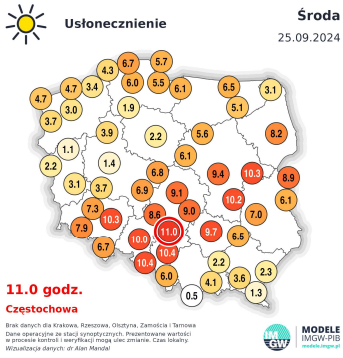 Usłonecznienie
Środa
25.09.2024
4.3 6.7 5.7
4.7 3.4 6.0 5.5 6.1 6.5 3.1
4.7 3.0 1.9 5.1
3.7 3.9 2.2 5.6 8.2
1.1 6.1
2.2 1.4 6.8 9.4 10.3 8.9
3.1 3.7 6.9 9.1 10.2 6.1
7.3 10.3 8.6 9.0 7.0
7.9 10.0 11.0 9.7 6.5
6.7 10.4 10.4 2.2 2.3
6.0 4.1 3.6
0.5 1.3
11.0 godz.
Częstochowa
Brak danych dla Krakowa, Rzeszowa, Olsztyna, Zamościa i Tarnowa
Dane operacyjne ze stacji synoptycznych. Prezentowane wartości
w procesie kontroli i weryfikacji mogą ulec zmianie. Czas lokalny.
Wizualizacja danych: dr Alan Mandal
IM
GW
MODELE
IMGW-PIB
modele.imgw.pl